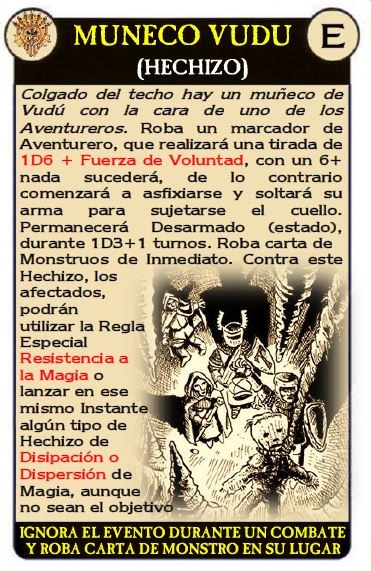 MUNECO VUDU
E
(HECHIZO)
Colgado del techo hay un muñeco de
Vudú con la cara de uno de los
Aventureros. Roba un marcador de
Aventurero, que realizará una tirada de
1D6 + Fuerza de Voluntad, con un 6+
nada sucederá, de lo contrario
comenzará a asfixiarse y soltará su
arma para sujetarse el cuello.
Permanecerá Desarmado (estado),
durante 1D3+1 turnos. Roba carta de
Monstruos de Inmediato. Contra este
Hechizo, los
afectados,
podrán
utilizar la Regla
Especial
Resistencia a
la Magia o
lanzar en ese
mismo Instante
algún tipo de
Hechizo de
Disipación o
Dispersión de
Magia, aunque
no sean el objetivo
IGNORA EL EVENTO DURANTE UN COMBATE
Y ROBA CARTA DE MONSTRO EN SU LUGAR